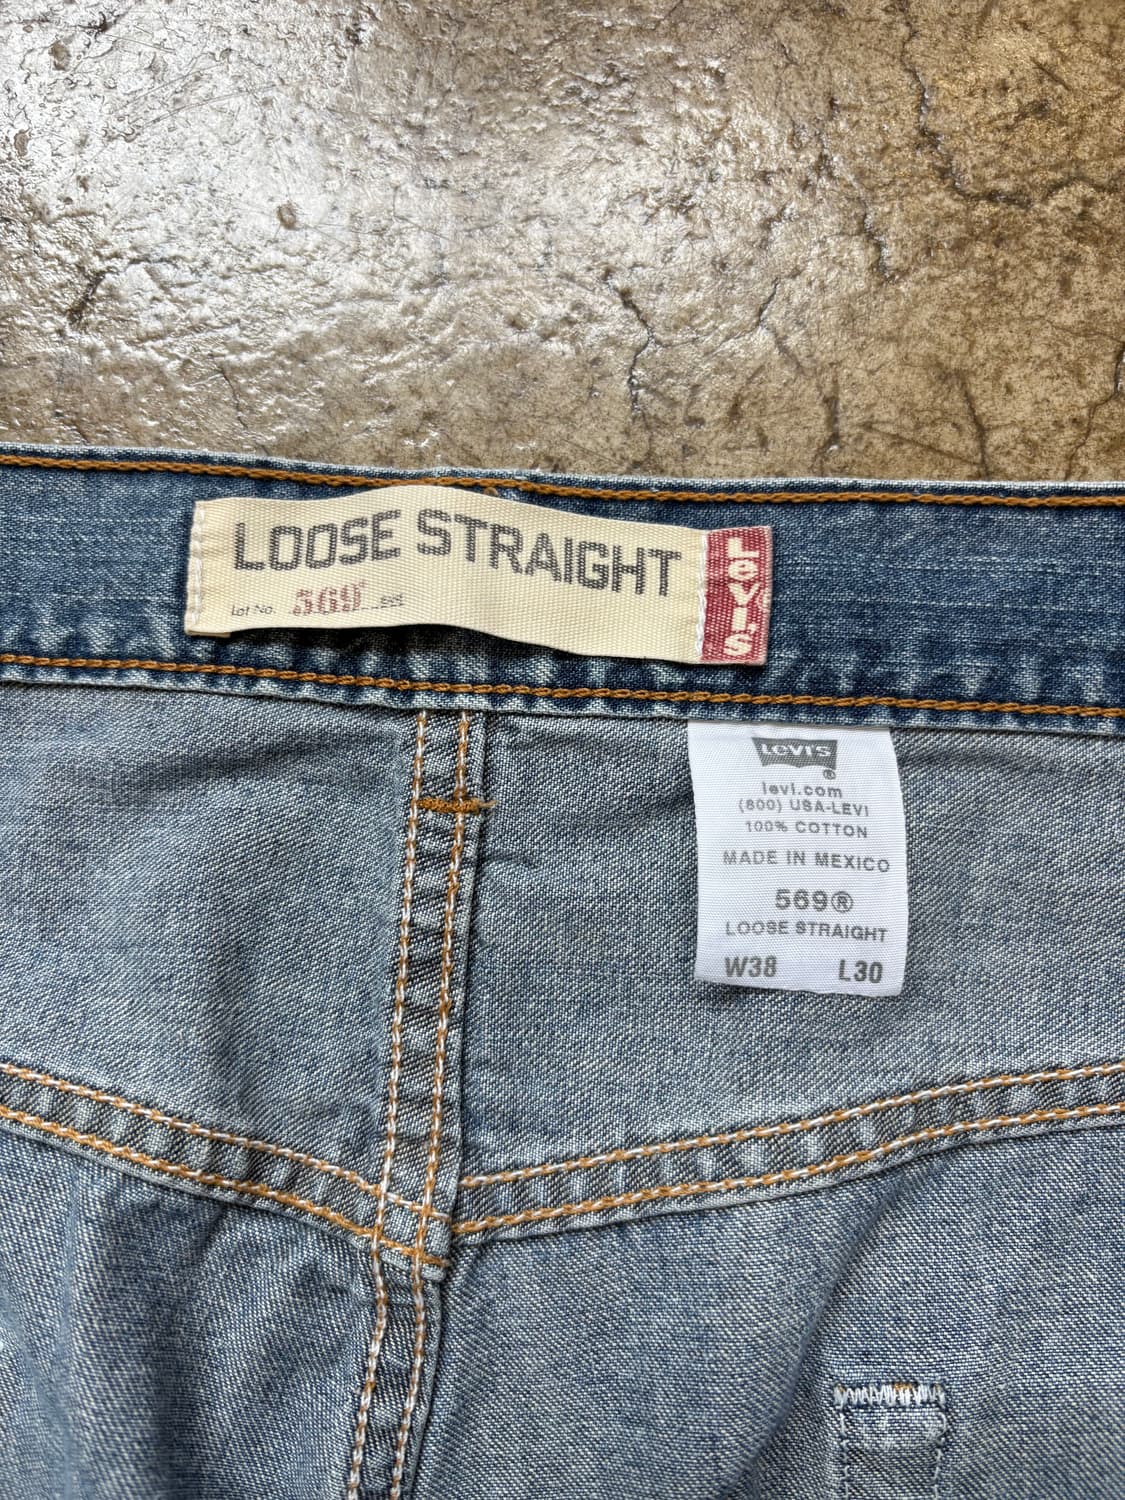 LOOSE STRAIGHT
Lot No. 569
Levi's
LEVI'S
®
levi.com
(800) USA-LEVI
100% COTTON
MADE IN MEXICO
569®
LOOSE STRAIGHT
W38 L30